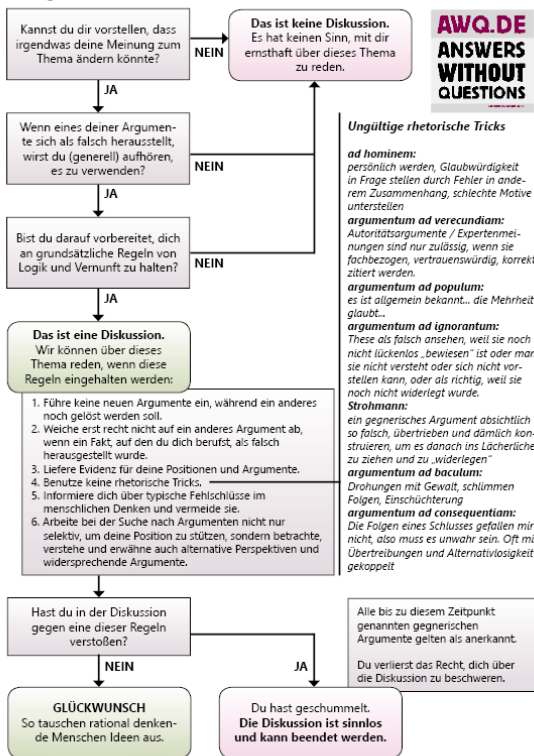 Kannst du dir vorstellen, dass
irgendwas deine Meinung zum
Thema ändern könnte?
NEIN
Das ist keine Diskussion.
Es hat keinen Sinn, mit dir
ernsthaft über dieses Thema
zu reden.
AWQ.DE
ANSWERS
WITHOUT
QUESTIONS
JA
Wenn eines deiner Argumen-
te sich als falsch herausstellt,
wirst du (generell) aufhören,
es zu verwenden?
NEIN
JA
Bist du darauf vorbereitet, dich
an grundsätzliche Regeln von
Logik und Vernunft zu halten?
NEIN
JA
Das ist eine Diskussion.
Wir können über dieses
Thema reden, wenn diese
Regeln eingehalten werden:
1. Führe keine neuen Argumente ein, während ein anderes
noch gelöst werden soll.
2. Weiche erst recht nicht auf ein anderes Argument ab,
wenn ein Fakt, auf den du dich berufst, als falsch
herausgestellt wurde.
3. Liefere Evidenz für deine Positionen und Argumente.
4. Benutze keine rhetorische Tricks.
5. Informiere dich über typische Fehlschlüsse im
menschlichen Denken und vermeide sie.
6. Arbeite bei der Suche nach Argumenten nicht nur
selektiv, um deine Position zu stützen, sondern betrachte,
verstehe und erwähne auch alternative Perspektiven und
widersprechende Argumente.
Ungültige rhetorische Tricks
ad hominem:
persönlich werden, Glaubwürdigkeit
in Frage stellen durch Fehler in ande-
rem Zusammenhang, schlechte Motive
unterstellen
argumentum ad verecundiam:
Autoritätsargumente / Expertenmei-
nungen sind nur zulässig, wenn sie
fachbezogen, vertrauenswürdig, korrekt
zitiert werden.
argumentum ad populum:
es ist allgemein bekannt... die Mehrheit
glaubt...
argumentum ad ignorantum:
These als falsch ansehen, weil sie noch
nicht lückenlos „bewiesen" ist oder man
sie nicht versteht oder sich nicht vor-
stellen kann, oder als richtig, weil sie
noch nicht widerlegt wurde.
Strohmann:
ein gegnerisches Argument absichtlich
so falsch, übertrieben und dämlich kon-
struieren, um es danach ins Lächerliche
zu ziehen und zu „widerlegen"
argumentum ad baculum:
Drohungen mit Gewalt, schlimmen
Folgen, Einschüchterung
argumentum ad consequentiam:
Die Folgen eines Schlusses gefallen mir
nicht, also muss es unwahr sein. Oft mit
Übertreibungen und Alternativlosigkeit
gekoppelt
Hast du in der Diskussion
gegen eine dieser Regeln
verstoßen?
NEIN
JA
Alle bis zu diesem Zeitpunkt
genannten gegnerischen
Argumente gelten als anerkannt.
Du verlierst das Recht, dich über
die Diskussion zu beschweren.
GLÜCKWUNSCH
So tauschen rational denken-
de Menschen Ideen aus.
Du hast geschummelt.
Die Diskussion ist sinnlos
und kann beendet werden.